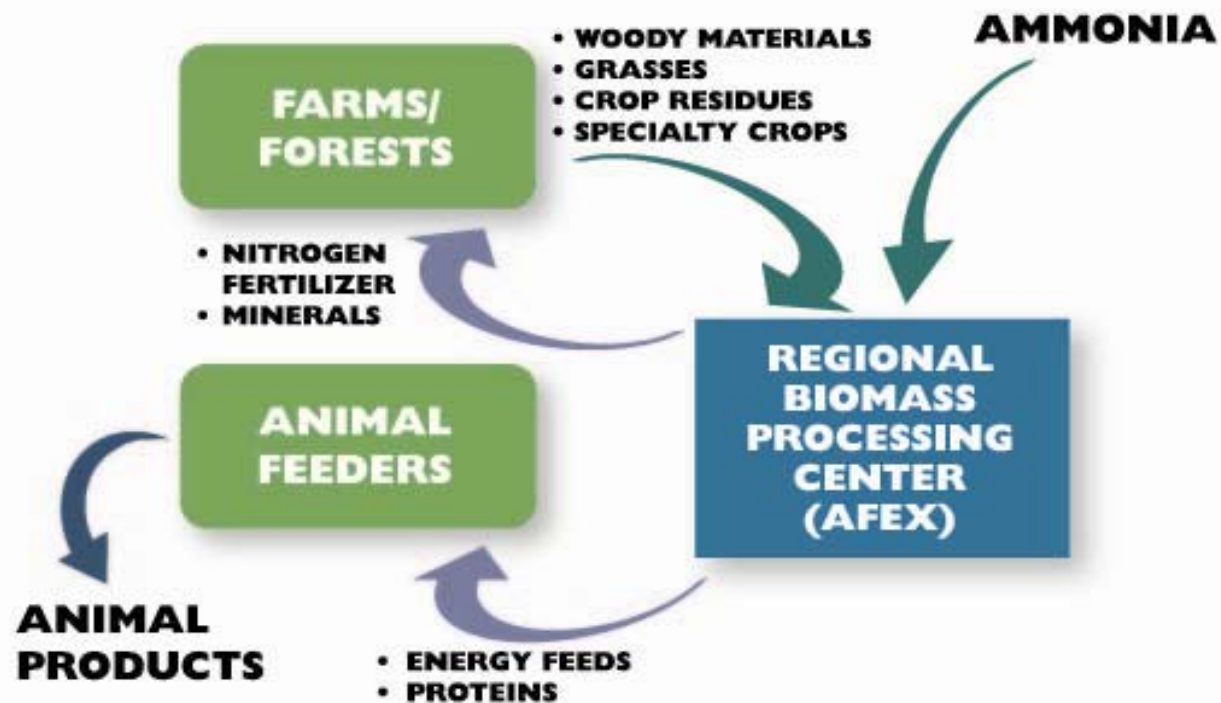 AMMONIA
• WOODY MATERIALS
• GRASSES
• CROP RESIDUES
• SPECIALTY CROPS
FARMS/
FORESTS
• NITROGEN
FERTILIZER
• MINERALS
REGIONAL
BIOMASS
PROCESSING
CENTER
(AFEX)
ANIMAL
FEEDERS
ANIMAL
PRODUCTS
• ENERGY FEEDS
• PROTEINS